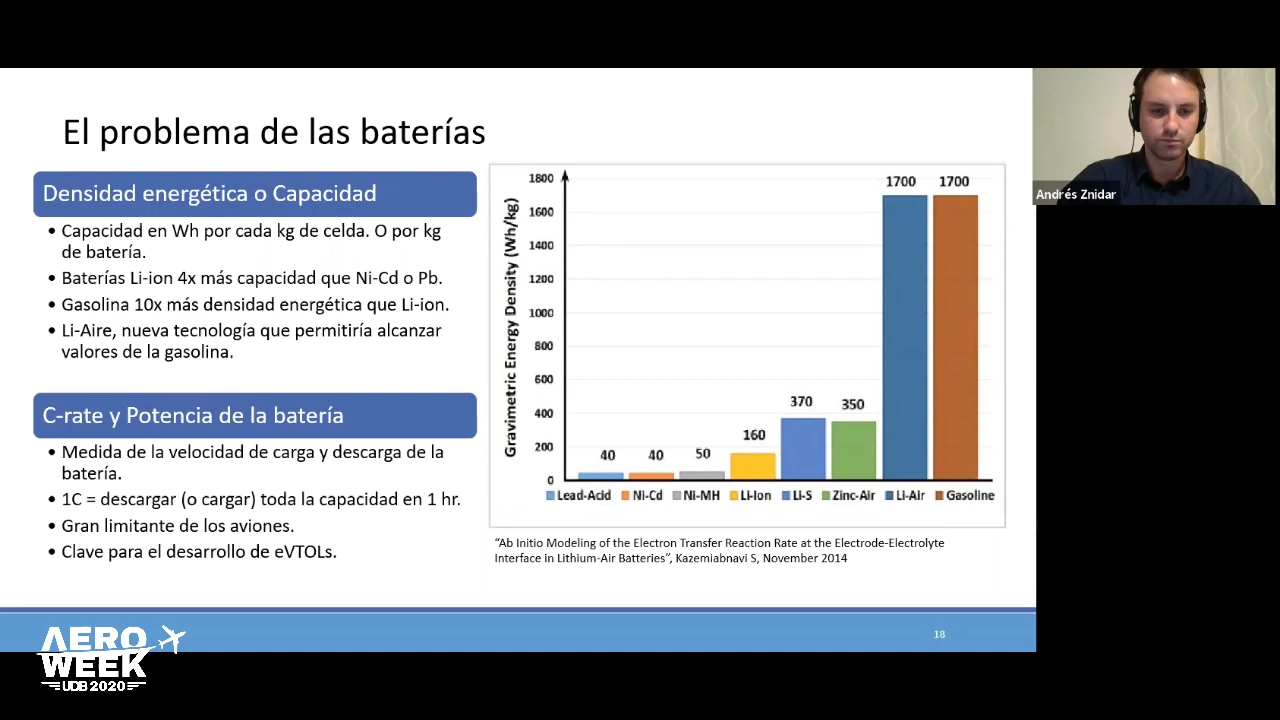 El problema de las baterías
Densidad energética o Capacidad
• Capacidad en Wh por cada kg de celda. O por kg
de batería.
• Baterías Li-ion 4x más capacidad que Ni-Cd o Pb.
• Gasolina 10x más densidad energética que Li-ion.
• Li-Aire, nueva tecnología que permitiría alcanzar
valores de la gasolina.
C-rate y Potencia de la batería
• Medida de la velocidad de carga y descarga de la
batería.
• 1C = descargar (o cargar) toda la capacidad en 1 hr.
• Gran limitante de los aviones.
• Clave para el desarrollo de eVTOLs.
Gravimetric Energy Density (Wh/kg)
1800
1600
1400
1200
1000
800
600
400
200
0
40
40
50
160
370
350
1700
1700
Lead-Acid
Ni-Cd
Ni-MH
Li-Ion
Li-S
Zinc-Air
Li-Air
Gasoline
“Ab Initio Modeling of the Electron Transfer Reaction Rate at the Electrode-Electrolyte
Interface in Lithium-Air Batteries”, Kazemiabnavi S, November 2014
18
Andrés Znidar
AERO
WEEK
UDB 2020